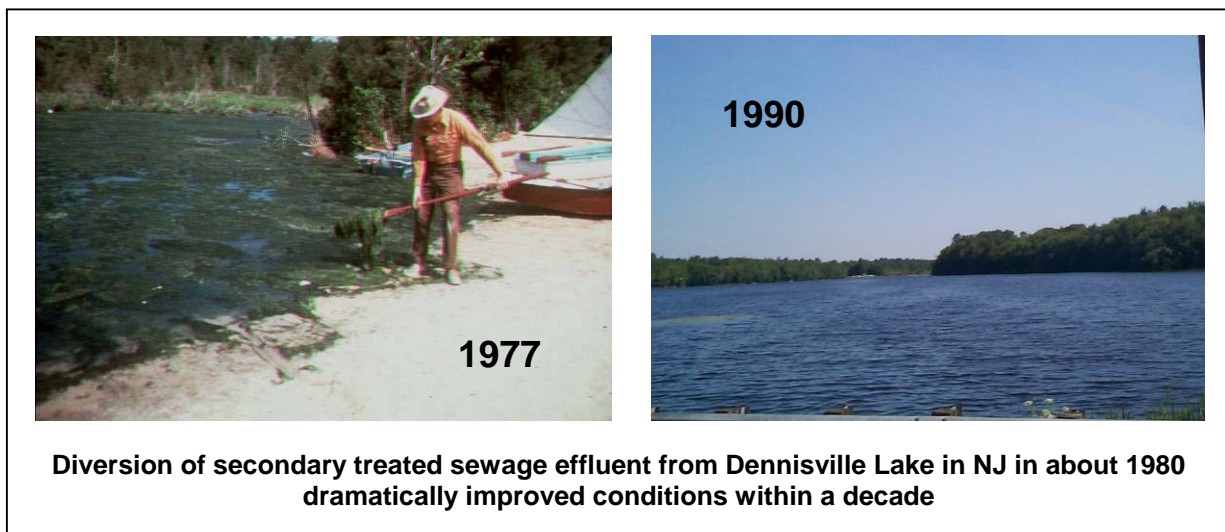 1977
1990
Diversion of secondary treated sewage effluent from Dennisville Lake in NJ in about 1980
dramatically improved conditions within a decade